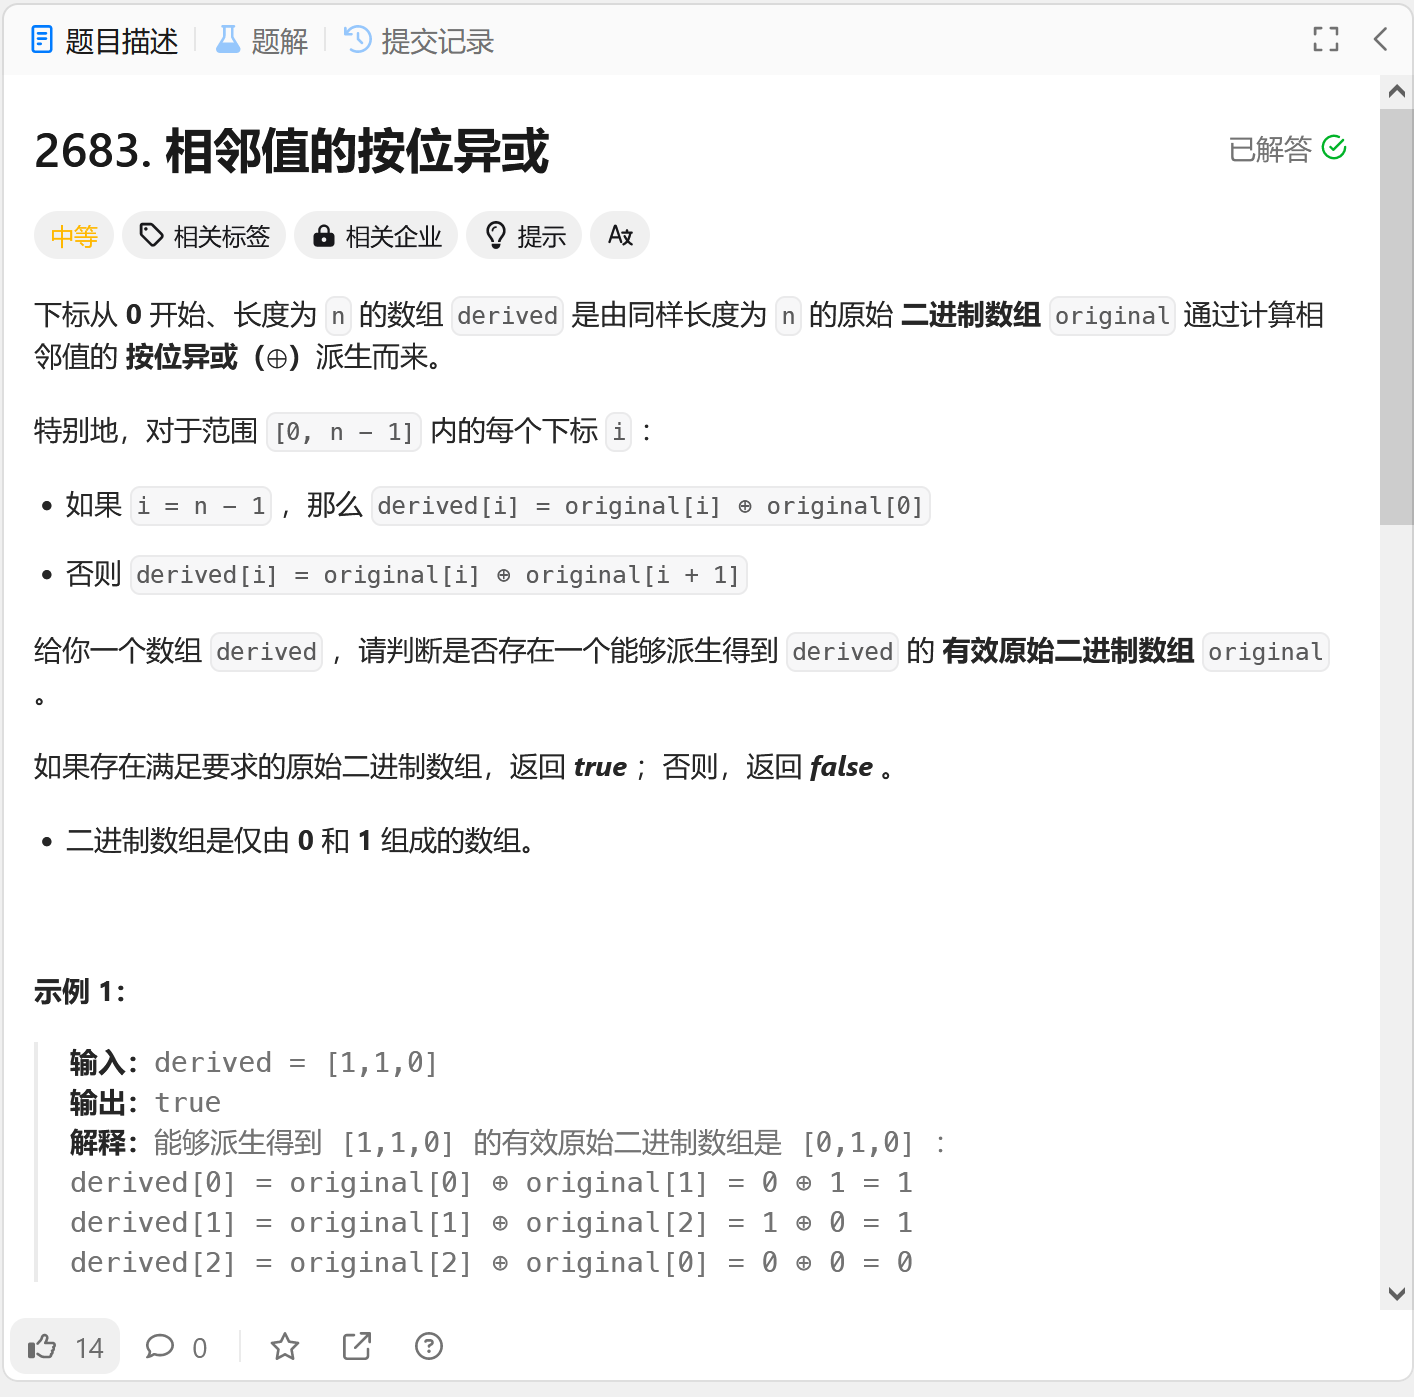 题目描述 题解 提交记录
2683. 相邻值的按位异或 已解答
中等 相关标签 相关企业 提示
下标从 0 开始、长度为 n 的数组 derived 是由同样长度为 n 的原始 二进制数组 original 通过计算相
邻值的 按位异或（⊕）派生而来。
特别地，对于范围 [0, n - 1] 内的每个下标 i ：
• 如果 i = n - 1 ，那么 derived[i] = original[i] ⊕ original[0]
• 否则 derived[i] = original[i] ⊕ original[i + 1]
给你一个数组 derived ，请判断是否存在一个能够派生得到 derived 的 有效原始二进制数组 original
。
如果存在满足要求的原始二进制数组，返回 true ；否则，返回 false 。
• 二进制数组是仅由 0 和 1 组成的数组。
示例 1：
输入：derived = [1,1,0]
输出：true
解释：能够派生得到 [1,1,0] 的有效原始二进制数组是 [0,1,0] ：
derived[0] = original[0] ⊕ original[1] = 0 ⊕ 1 = 1
derived[1] = original[1] ⊕ original[2] = 1 ⊕ 0 = 1
derived[2] = original[2] ⊕ original[0] = 0 ⊕ 0 = 0
14 0